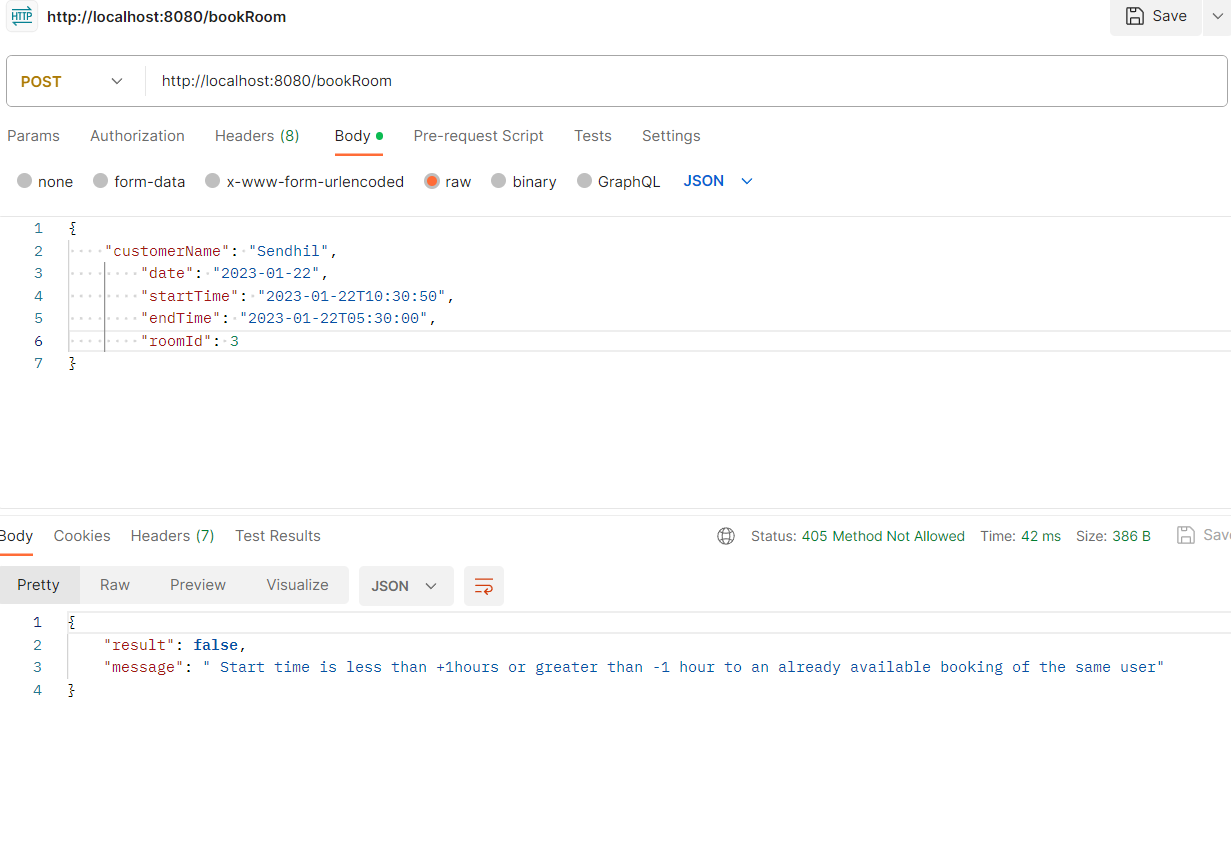 HTTP http://localhost:8080/bookRoom Save
POST http://localhost:8080/bookRoom
Params Authorization Headers (8) Body Pre-request Script Tests Settings
none form-data x-www-form-urlencoded raw binary GraphQL JSON
1 {
2 "customerName": "Sendhil",
3 "date": "2023-01-22",
4 "startTime": "2023-01-22T10:30:50",
5 "endTime": "2023-01-22T05:30:00",
6 "roomId": 3
7 }
Body Cookies Headers (7) Test Results Status: 405 Method Not Allowed Time: 42 ms Size: 386 B Save
Pretty Raw Preview Visualize JSON
1 {
2 "result": false,
3 "message": " Start time is less than +1hours or greater than -1 hour to an already available booking of the same user"
4 }